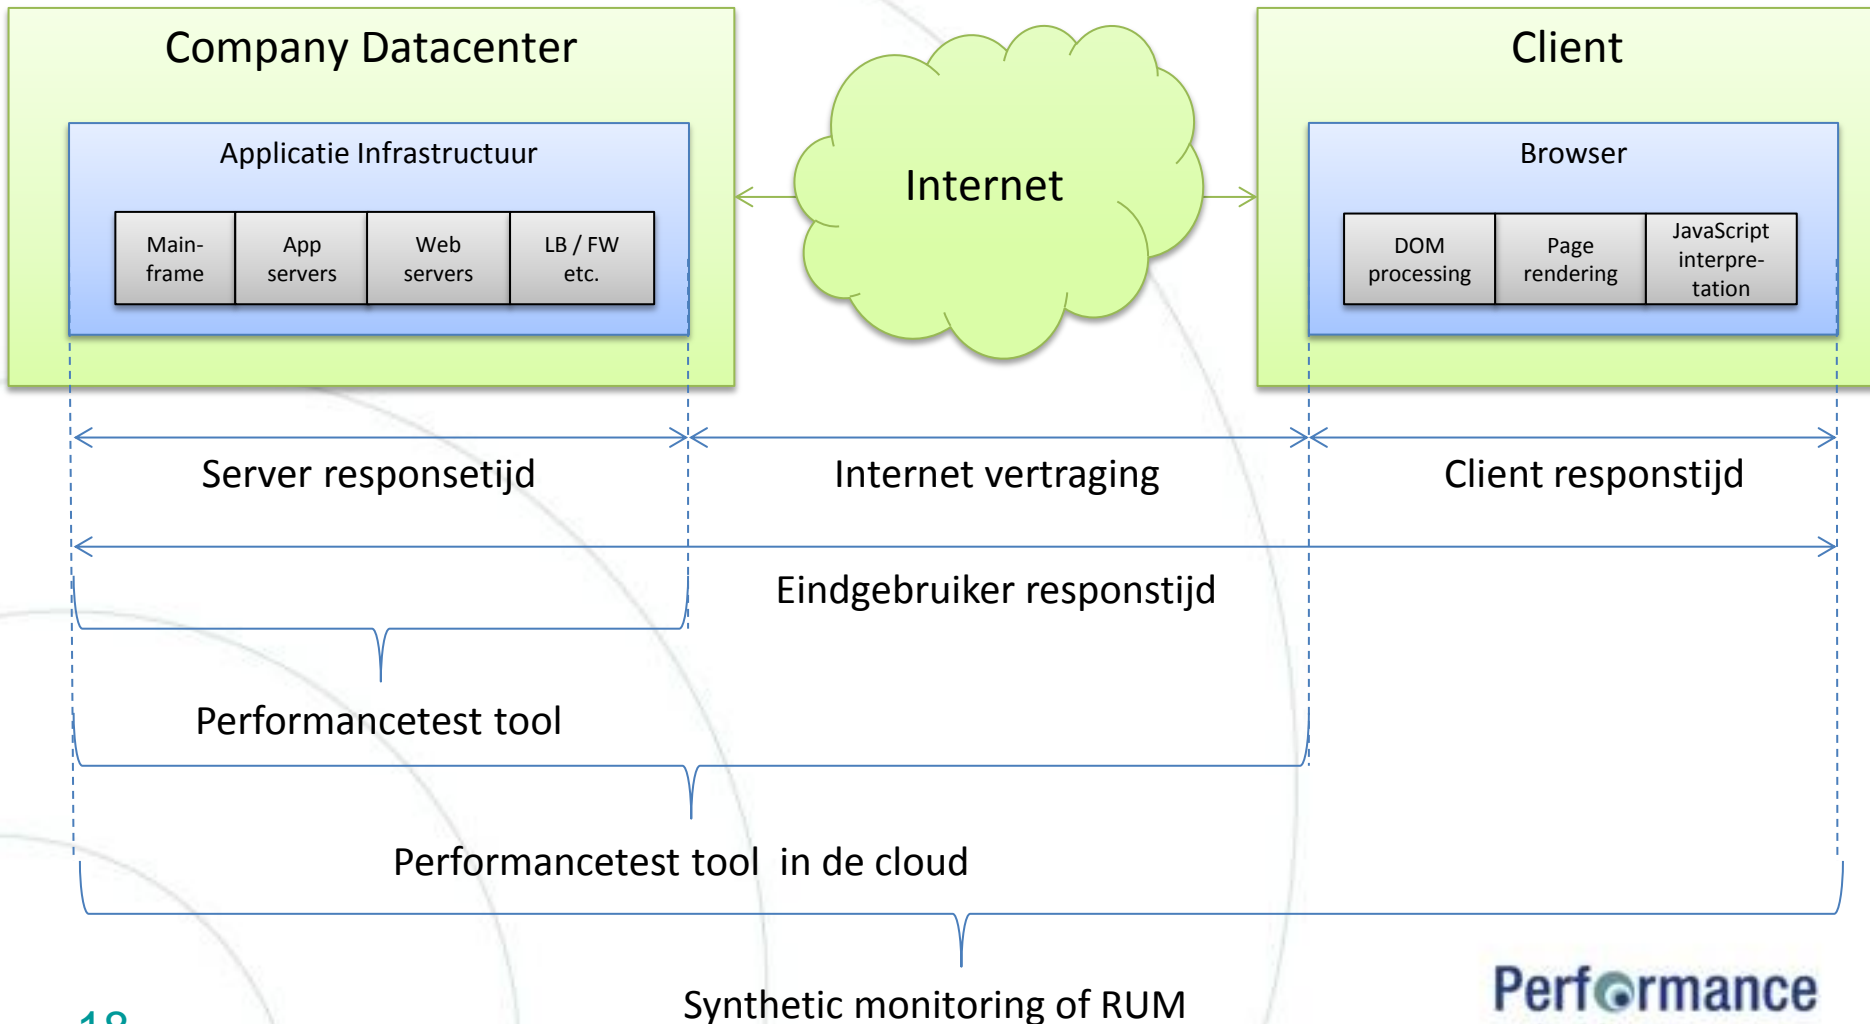 Company Datacenter
Client
Applicatie Infrastructuur
Main-
frame
App
servers
Web
servers
LB / FW
etc.
Internet
Browser
DOM
processing
Page
rendering
JavaScript
interpre-
tation
Server responsetijd
Internet vertraging
Client responstijd
Eindgebruiker responstijd
Performancetest tool
Performancetest tool in de cloud
Synthetic monitoring of RUM
Performance
18